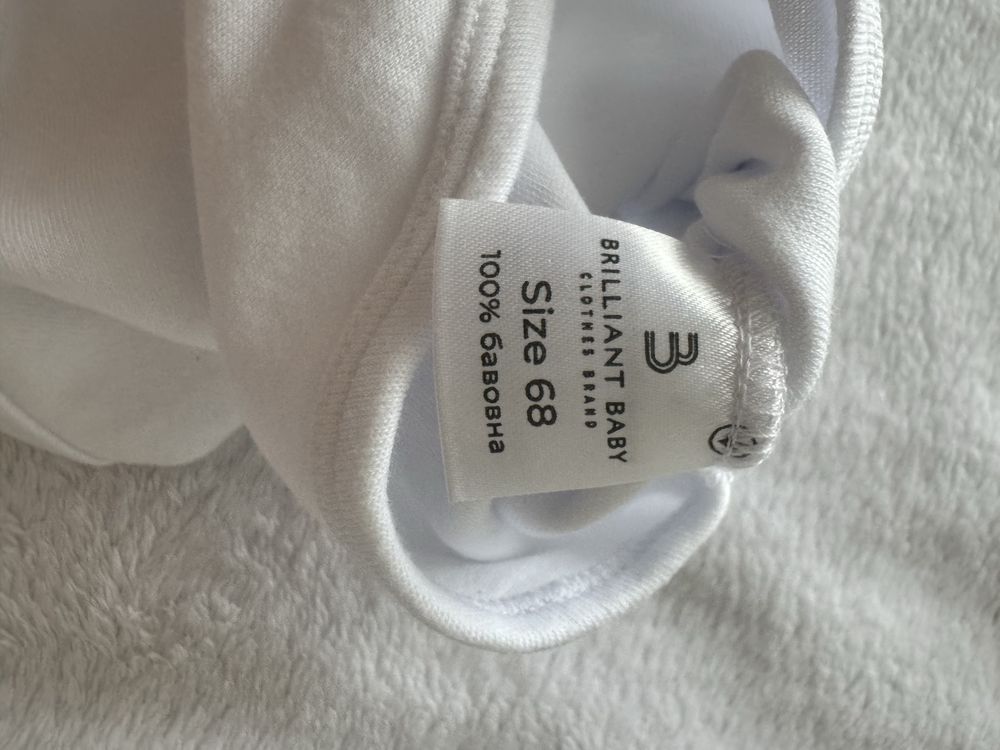 B
BRILLIANT BABY
CLOTHES BRAND
Size 68
100% бавовна